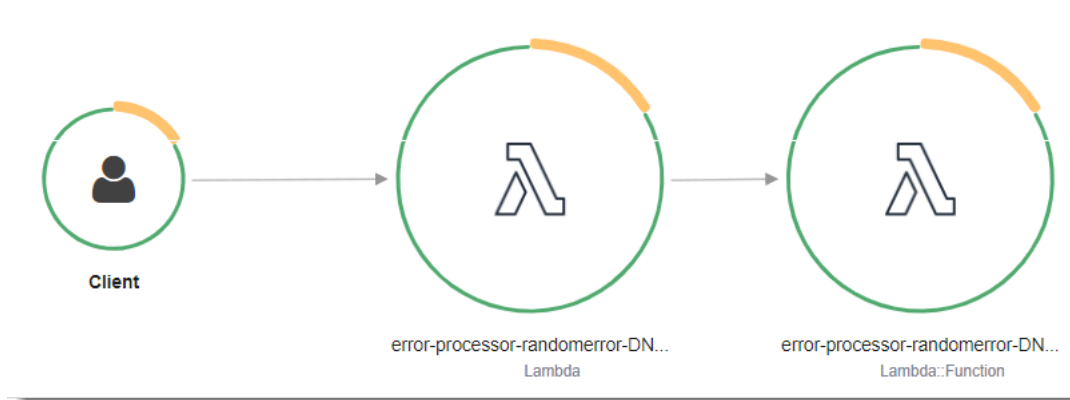 Client
error-processor-randomerror-DN...
Lambda
error-processor-randomerror-DN...
Lambda::Function